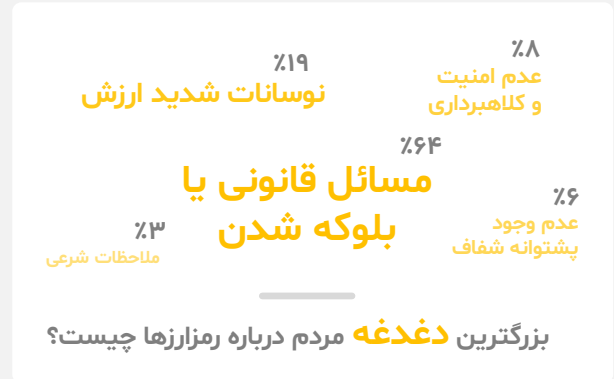 ٪۸
عدم امنیت
و کلاهبرداری
٪۱۹
نوسانات شدید ارزش
٪۶۴
مسائل قانونی یا
بلوکه شدن
٪۶
عدم وجود
پشتوانه شفاف
٪۳
ملاحظات شرعی
بزرگترین دغدغه مردم درباره رمزارزها چیست؟